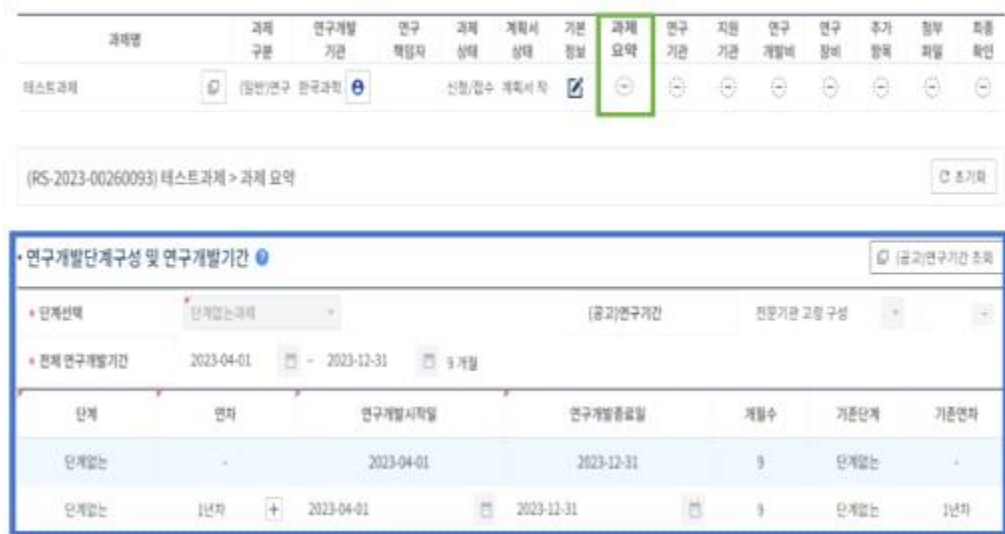 과제명 과제 구분 연구개발 기관 연구 책임자 과제 상태 계획서 상태 기본 정보 과제 요약 연구 기관 지원 기관 연구 개발비 연구 장비 추가 항목 첨부 파일 최종 확인
테스트과제 (일반)연구 한국과학 신청/접수 계획서 작
(RS-2023-00260093) 테스트과제 > 과제 요약 초기화
• 연구개발단계구성 및 연구개발기간 ? (공고)연구기간 조회
• 단계선택 단계없는과제 (공고)연구기간 전문기관 고정 구성
• 전체 연구개발기간 2023-04-01 - 2023-12-31 9 개월
단계 연차 연구개발시작일 연구개발종료일 개월수 기존단계 기존연차
단계없는 - 2023-04-01 2023-12-31 9 단계없는 -
단계없는 1년차 + 2023-04-01 2023-12-31 9 단계없는 1년차